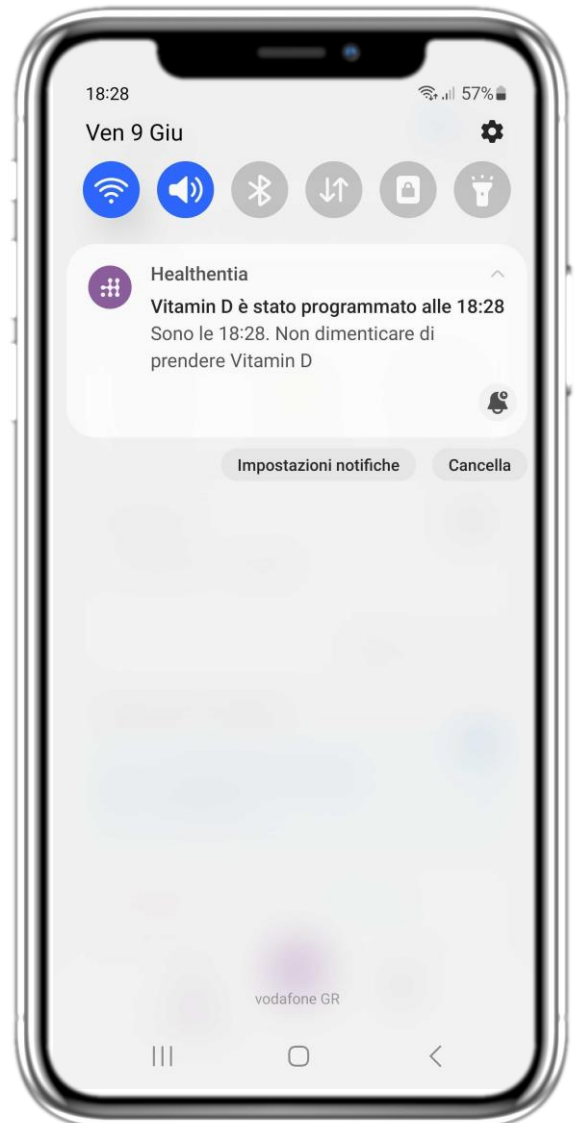 18:28
57%
Ven 9 Giu
Healthentia
Vitamin D è stato programmato alle 18:28
Sono le 18:28. Non dimenticare di
prendere Vitamin D
Impostazioni notifiche
Cancella
vodafone GR